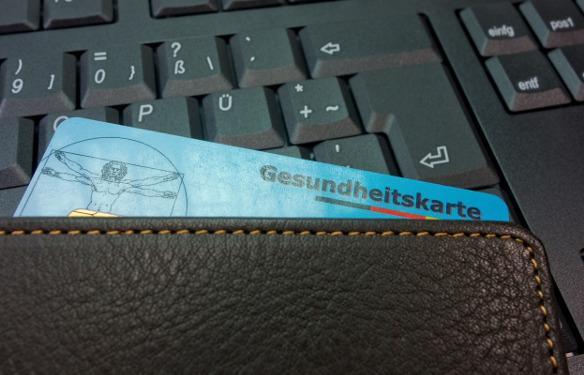 einfg
pos1
?
=
)
ß \
0 }
9 ]
entf
*
+ ~
Ü
P
Gesundheitskarte